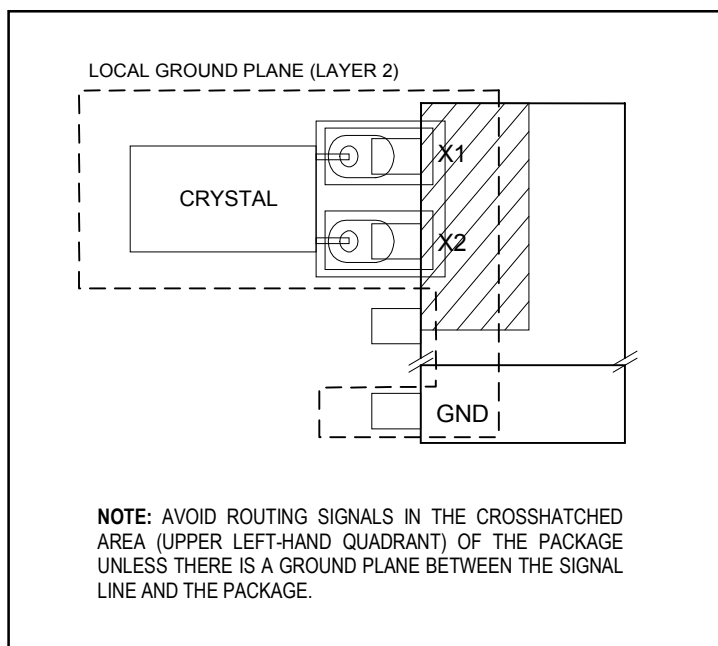 LOCAL GROUND PLANE (LAYER 2)
X1
CRYSTAL
X2
GND
NOTE: AVOID ROUTING SIGNALS IN THE CROSSHATCHED
AREA (UPPER LEFT-HAND QUADRANT) OF THE PACKAGE
UNLESS THERE IS A GROUND PLANE BETWEEN THE SIGNAL
LINE AND THE PACKAGE.